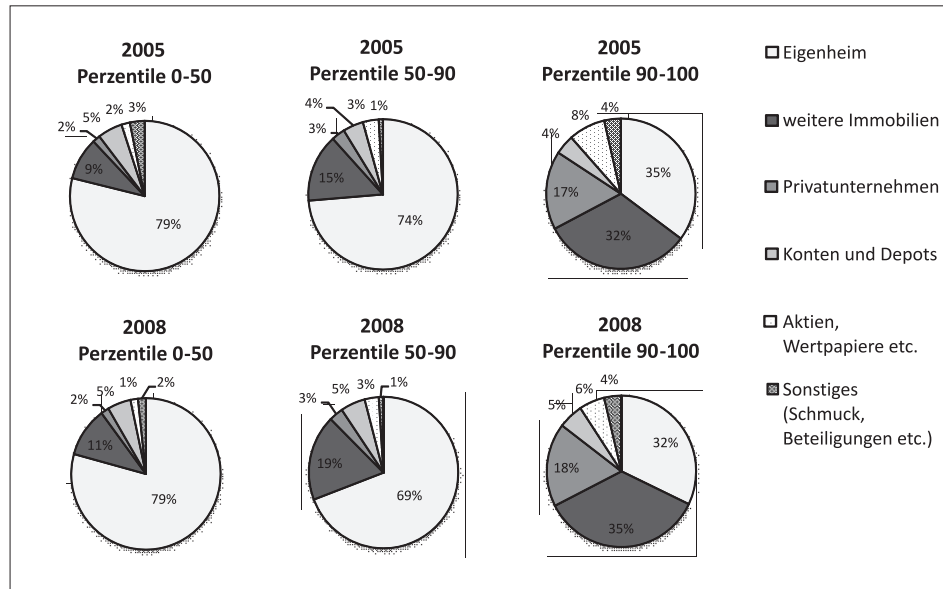 2005
Perzentile 0-50
2%
5%
2%
3%
9%
79%
2005
Perzentile 50-90
3%
4%
3%
1%
15%
74%
2005
Perzentile 90-100
4%
8%
4%
17%
35%
32%
2008
Perzentile 0-50
2%
5%
1%
2%
11%
79%
2008
Perzentile 50-90
3%
5%
3%
1%
19%
69%
2008
Perzentile 90-100
5%
6%
4%
18%
32%
35%
Eigenheim
weitere Immobilien
Privatunternehmen
Konten und Depots
Aktien,
Wertpapiere etc.
Sonstiges
(Schmuck,
Beteiligungen etc.)